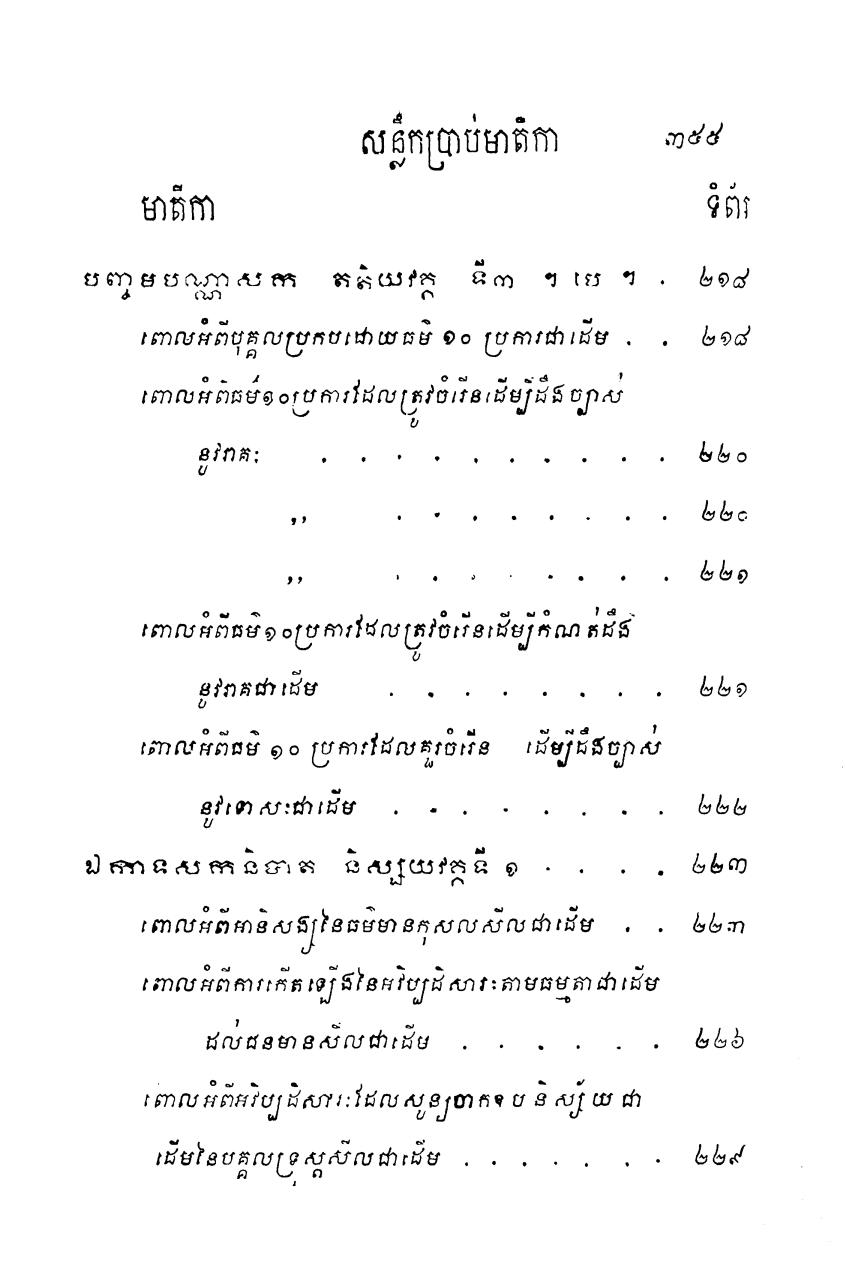 សន្លឹកប្រាប់មាតិកា ៣៥៥
មាតិកា ទំព័រ
បញ្ចមបណ្ណាសក តតិយវគ្គ ទី៣ ។ បេ ។ . ២១៨
ពោលអំពីបុគ្គលប្រកបដោយធម៌ ១០ ប្រការជាដើម . . ២១៨
ពោលអំពីធម៌១០ប្រការដែលត្រូវចំរើនដើម្បីដឹងច្បាស់
នូវរាគៈ . . . . . . . . . . ២២០
,, . . . . . . . . ២២០
,, . . . . . . . . ២២១
ពោលអំពីធម៌១០ប្រការដែលត្រូវចំរើនដើម្បីកំណត់ដឹង
នូវរាគជាដើម . . . . . . . . ២២១
ពោលអំពីធម៌ ១០ ប្រការដែលគួរចំរើន ដើម្បីដឹងច្បាស់
នូវទោសៈជាដើម . . . . . . . . ២២២
ឯកាទសកនិបាត និស្សយវគ្គទី ១ . . . . ២២៣
ពោលអំពីអានិសង្សនៃធម៌មានកុសលសីលជាដើម . . ២២៣
ពោលអំពីការកើតឡើងនៃអវិប្បដិសារៈតាមធម្មតាជាដើម
ដល់ជនមានសីលជាដើម . . . . . . ២២៦
ពោលអំពីអវិប្បដិសារៈដែលសូន្យចាកឧបនិស្ស័យជា
ដើមនៃបុគ្គលទ្រុស្តសីលជាដើម . . . . . . ២២៩